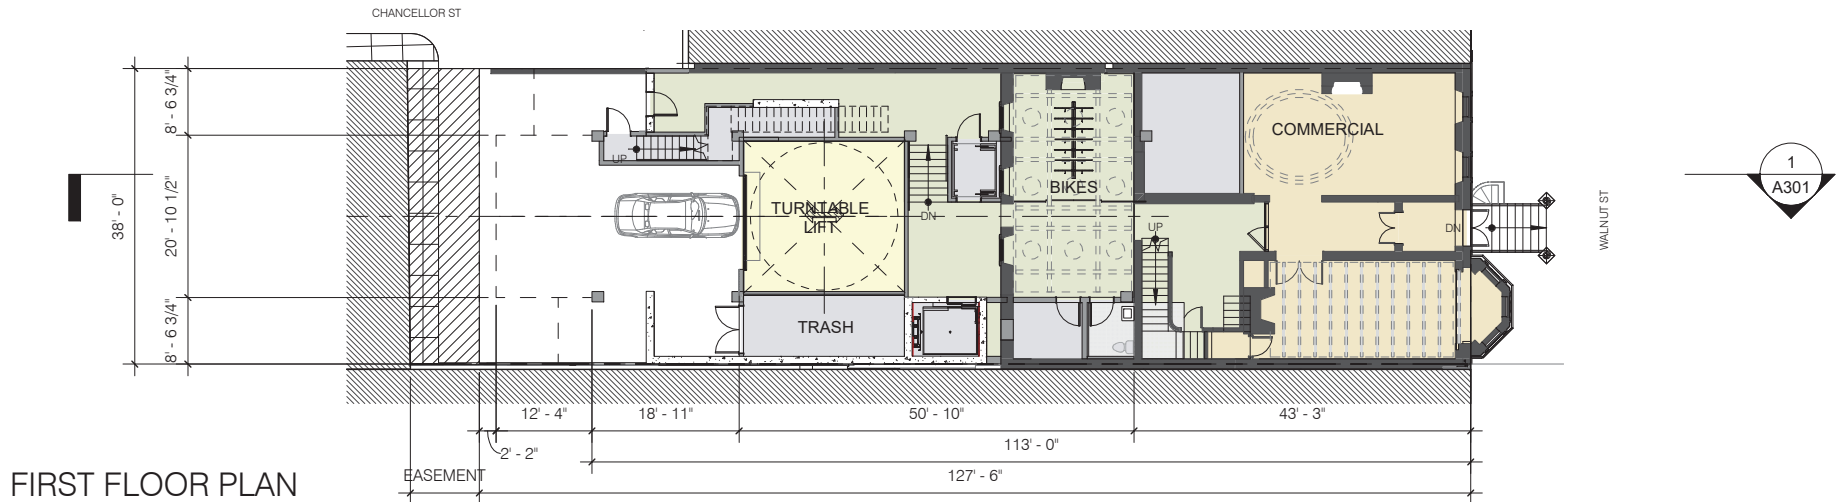 CHANCELLOR ST
8' - 6 3/4"
38' - 0"
20' - 10 1/2"
8' - 6 3/4"
UP
TURNTABLE
LIFT
DN
TRASH
BIKES
UP
COMMERCIAL
DN
WALNUT ST
1
A301
12' - 4"
18' - 11"
50' - 10"
43' - 3"
2' - 2"
113' - 0"
EASEMENT
127' - 6"
FIRST FLOOR PLAN